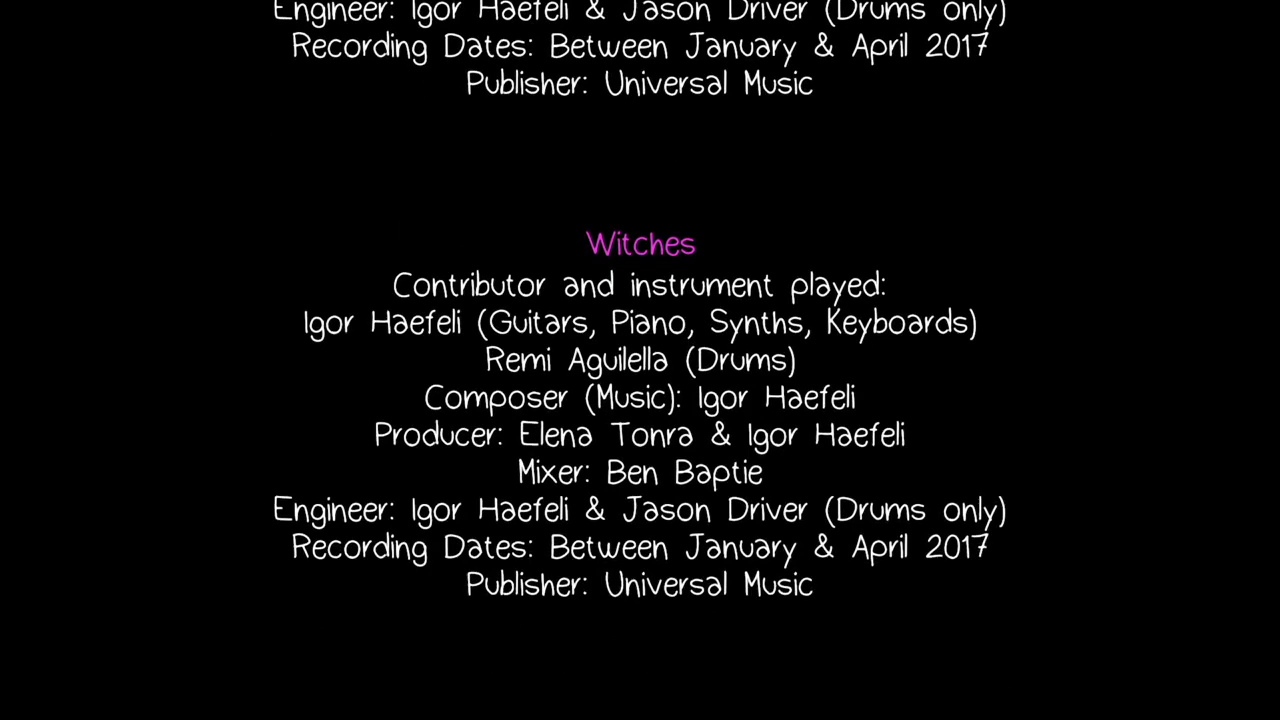 Engineer: Igor Haefeli & Jason Driver (Drums only)
Recording Dates: Between January & April 2017
Publisher: Universal Music
Witches
Contributor and instrument played:
Igor Haefeli (Guitars, Piano, Synths, Keyboards)
Remi Aguilella (Drums)
Composer (Music): Igor Haefeli
Producer: Elena Tonra & Igor Haefeli
Mixer: Ben Baptie
Engineer: Igor Haefeli & Jason Driver (Drums only)
Recording Dates: Between January & April 2017
Publisher: Universal Music